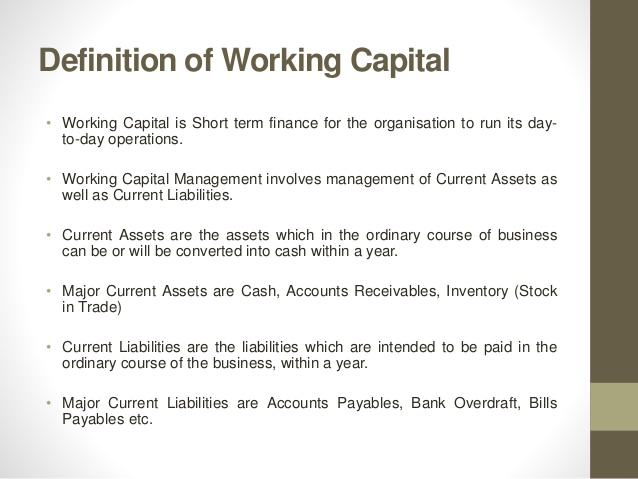 Definition of Working Capital
• Working Capital is Short term finance for the organisation to run its day-
to-day operations.
• Working Capital Management involves management of Current Assets as
well as Current Liabilities.
• Current Assets are the assets which in the ordinary course of business
can be or will be converted into cash within a year.
• Major Current Assets are Cash, Accounts Receivables, Inventory (Stock
in Trade)
• Current Liabilities are the liabilities which are intended to be paid in the
ordinary course of the business, within a year.
• Major Current Liabilities are Accounts Payables, Bank Overdraft, Bills
Payables etc.